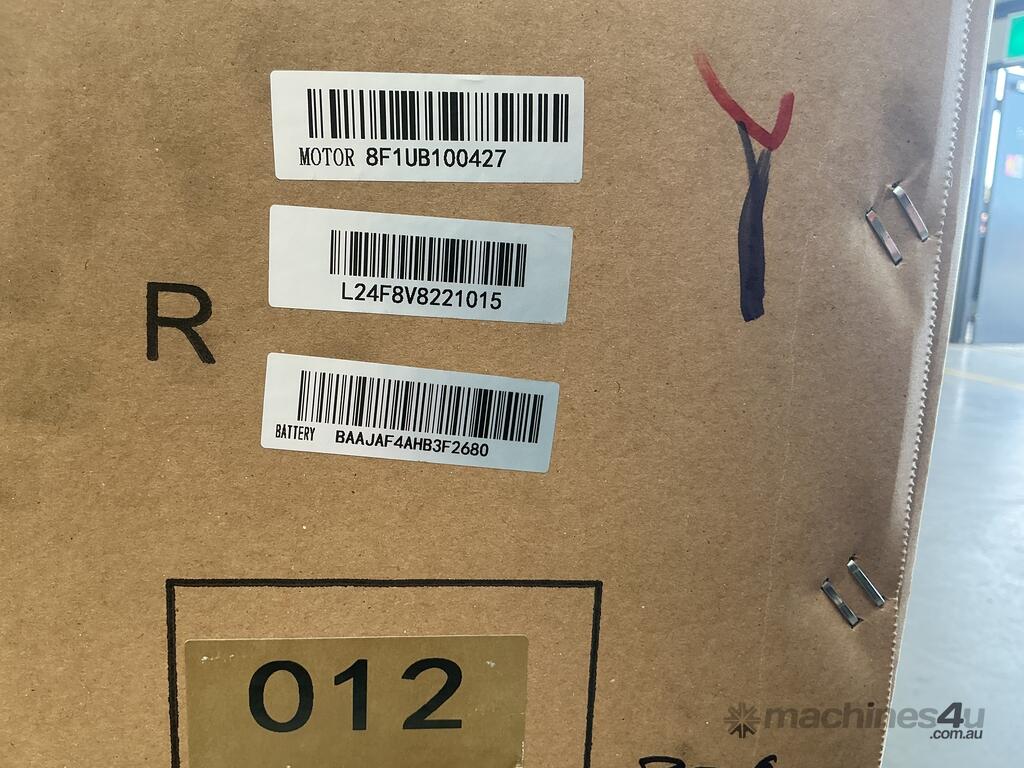 MOTOR 8F1UB100427
L24F8V8221015
R
BATTERY BAAJAF4AHB3F2680
012
machines4u
.com.au